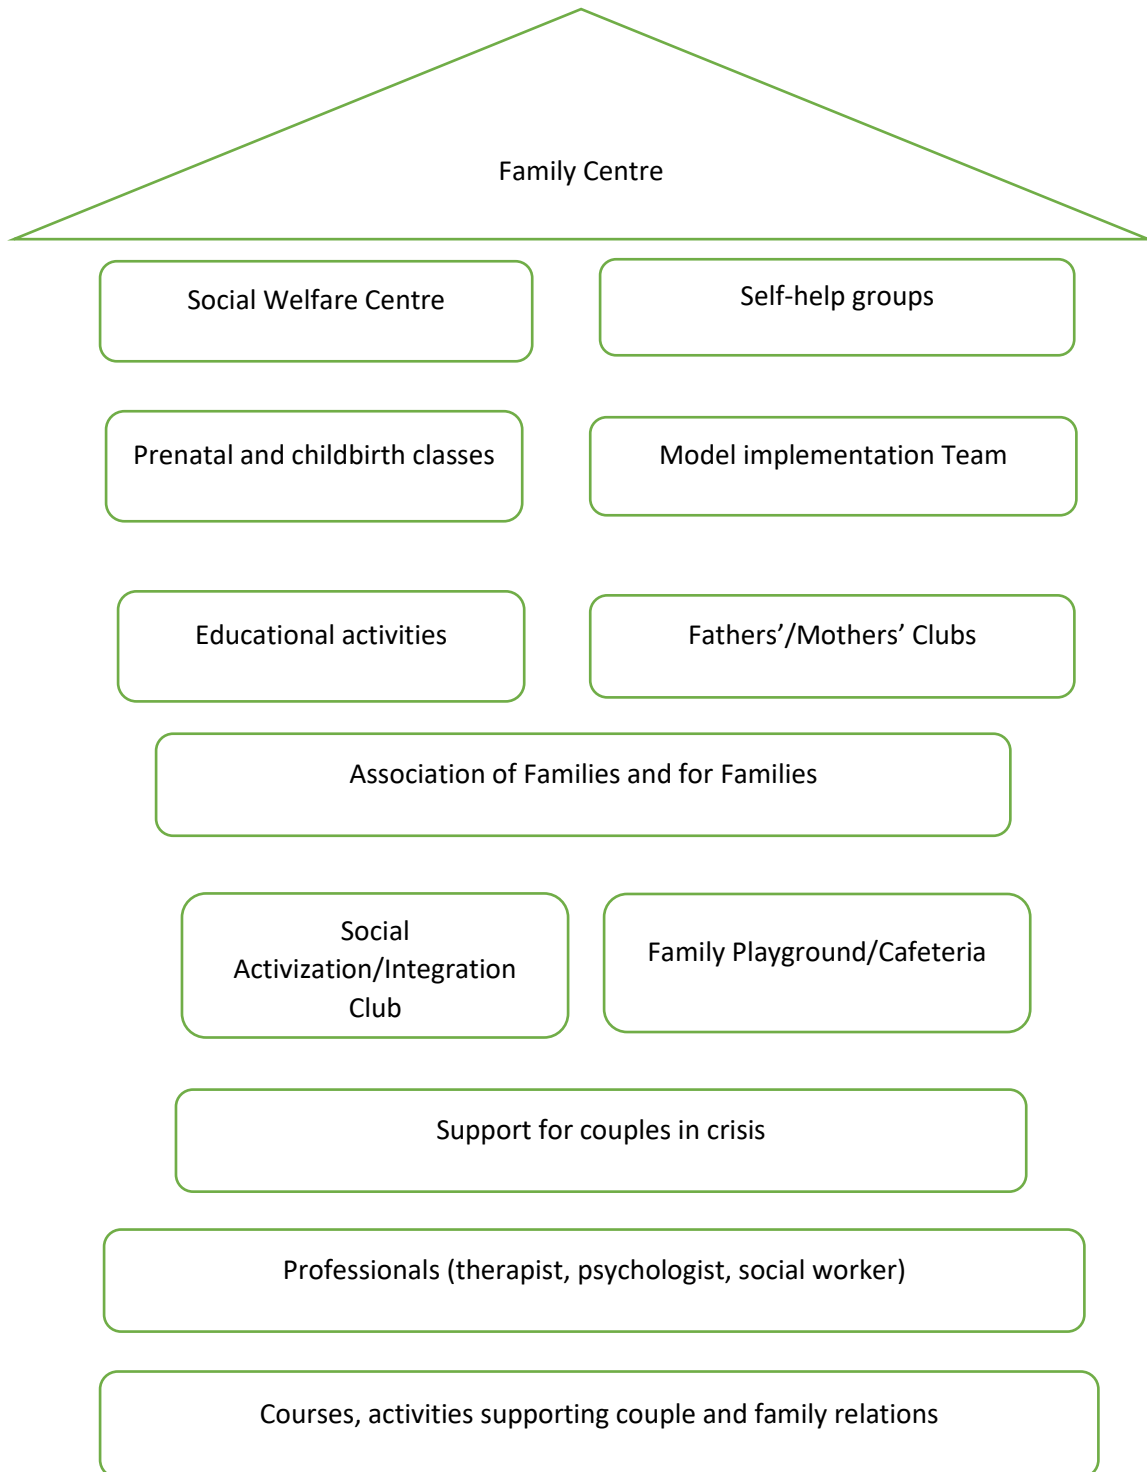 Family Centre
Social Welfare Centre
Self-help groups
Prenatal and childbirth classes
Model implementation Team
Educational activities
Fathers’/Mothers’ Clubs
Association of Families and for Families
Social
Activization/Integration
Club
Family Playground/Cafeteria
Support for couples in crisis
Professionals (therapist, psychologist, social worker)
Courses, activities supporting couple and family relations